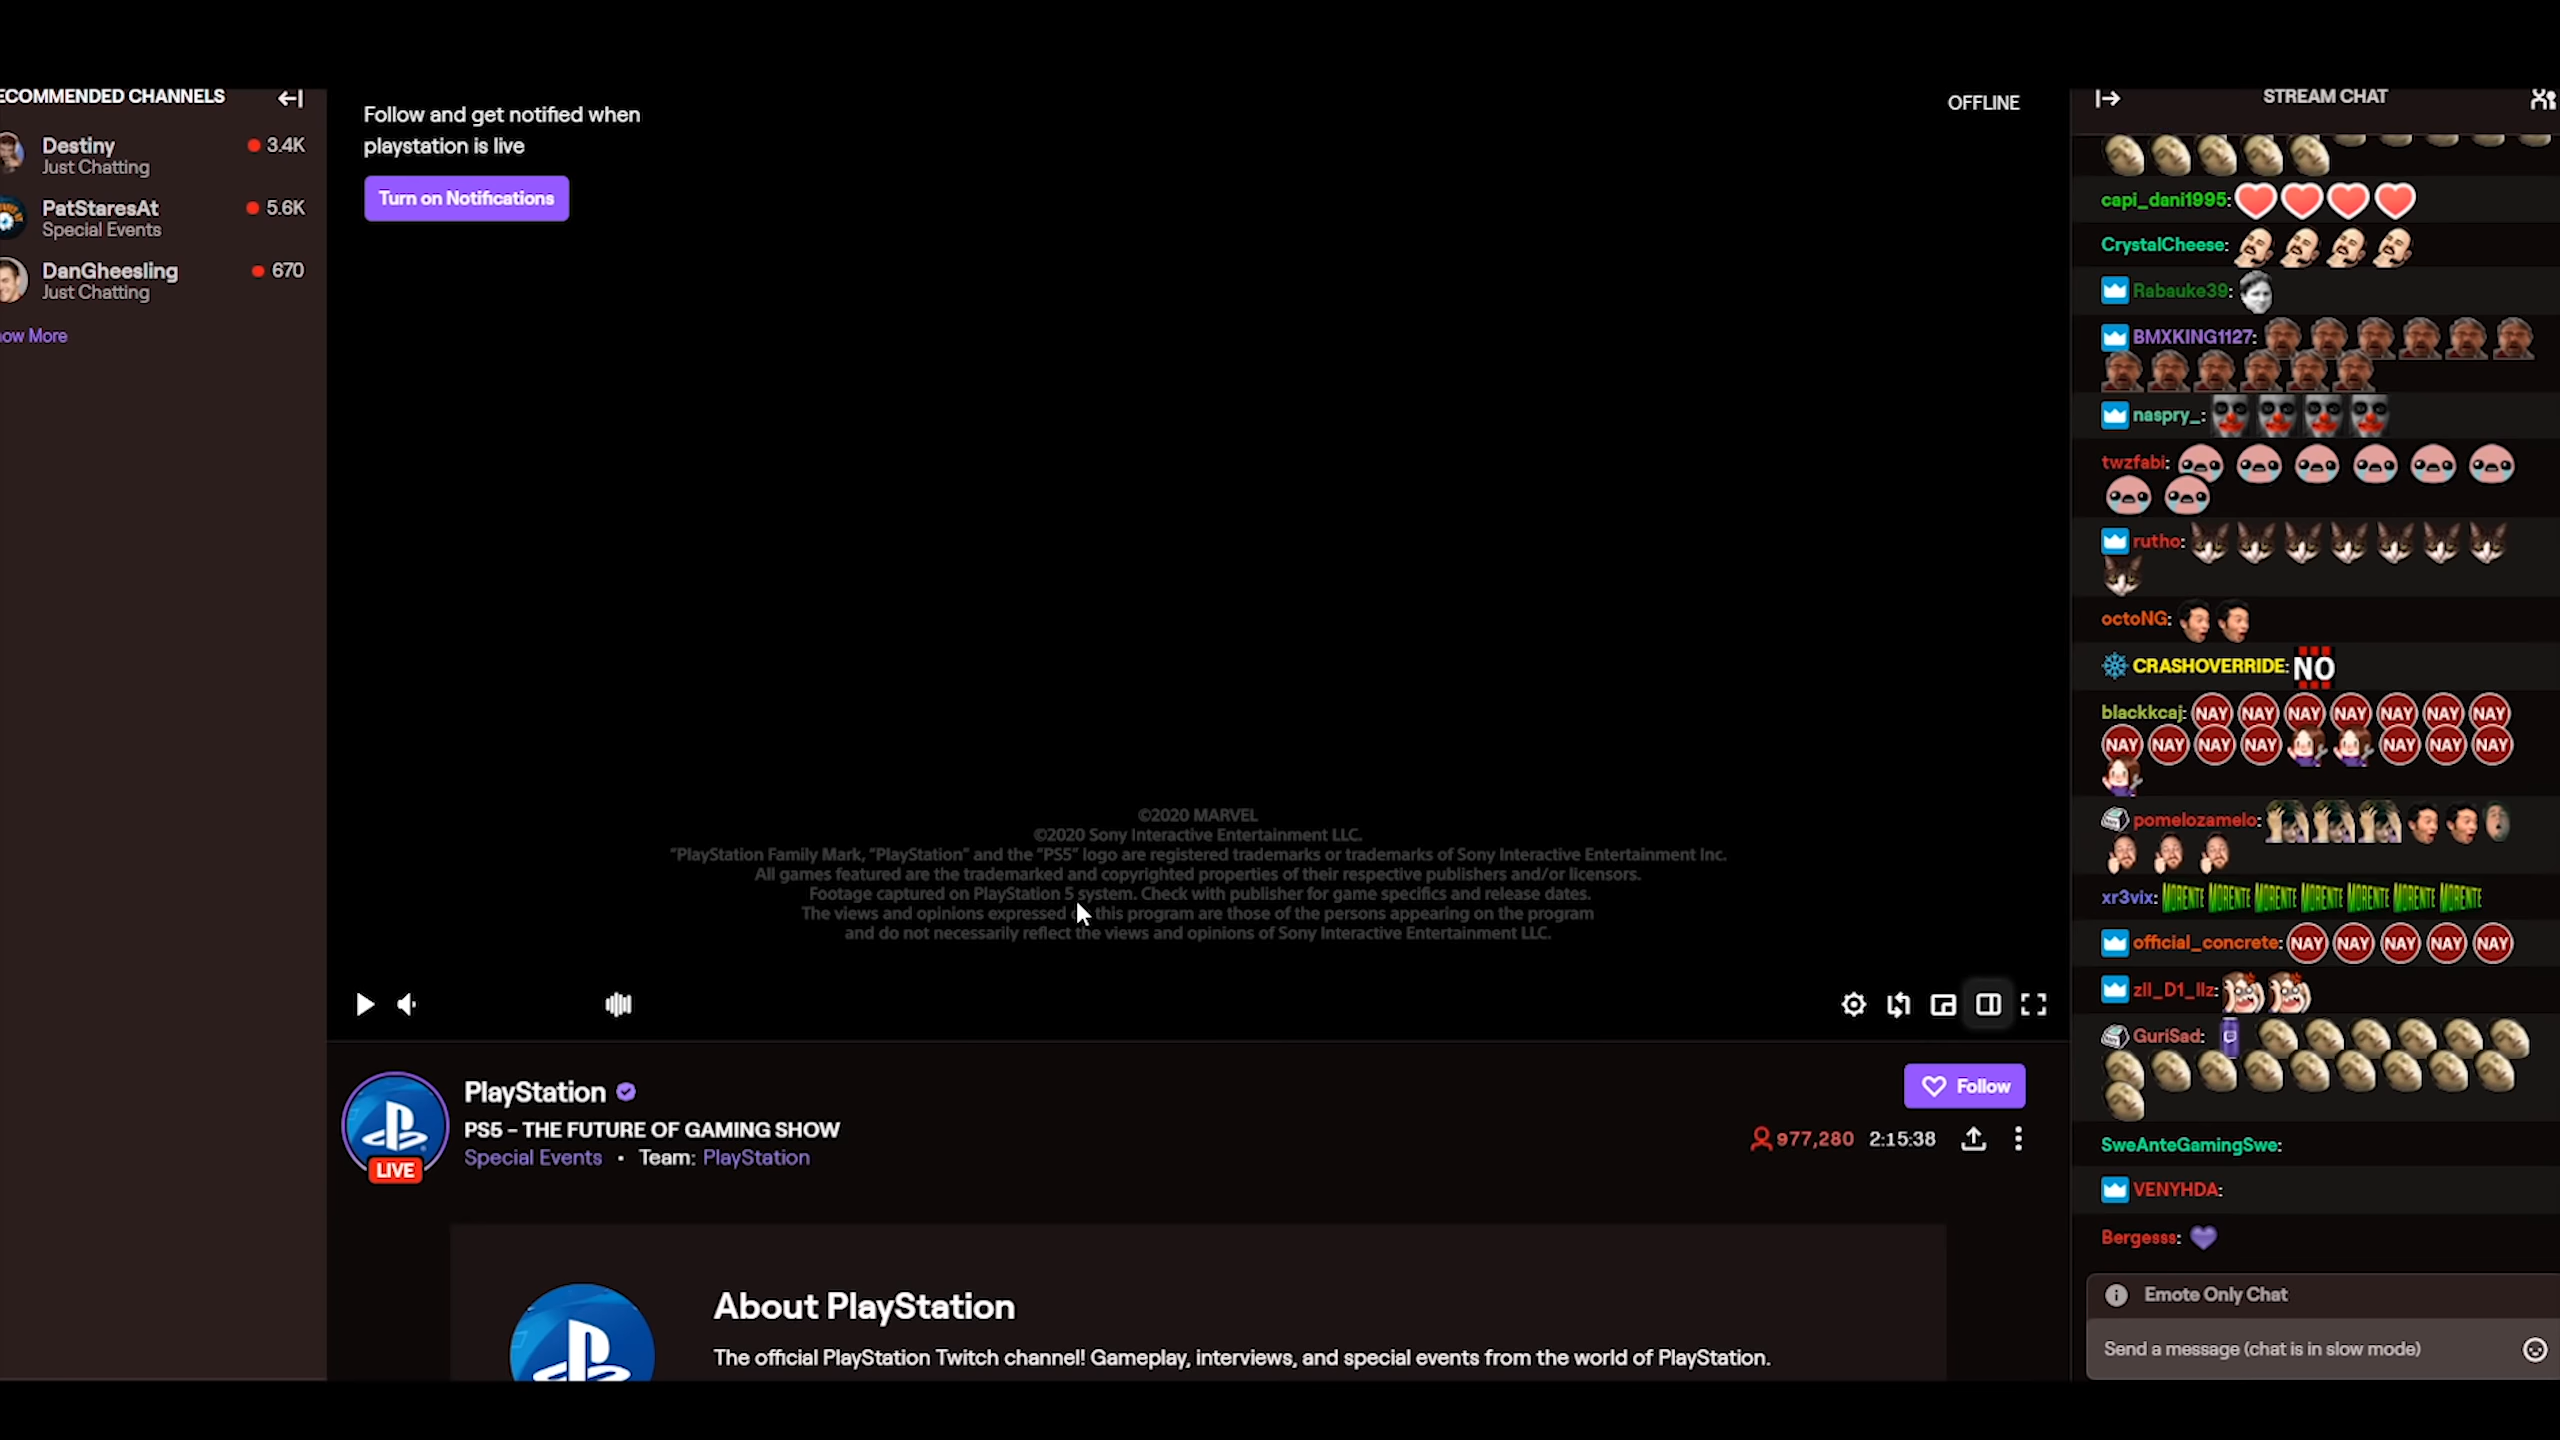 ECOMMENDED CHANNELS
Destiny
3.4K
Just Chatting
PatStaresAt
5.6K
Special Events
DanGheesling
670
Just Chatting
ow More
Follow and get notified when
playstation is live
Turn on Notifications
OFFLINE
©2020 MARVEL
©2020 Sony Interactive Entertainment LLC.
"PlayStation Family Mark, "PlayStation" and the "PS5" logo are registered trademarks or trademarks of Sony Interactive Entertainment Inc.
All games featured are the trademarked and copyrighted properties of their respective publishers and/or licensors.
Footage captured on PlayStation 5 system. Check with publisher for game specifics and release dates.
The views and opinions expressed this program are those of the persons appearing on the program
and do not necessarily reflect the views and opinions of Sony Interactive Entertainment LLC.
PlayStation
PS5 - THE FUTURE OF GAMING SHOW
Special Events • Team: PlayStation
LIVE
Follow
977,280 2:15:38
About PlayStation
The official PlayStation Twitch channel! Gameplay, interviews, and special events from the world of PlayStation.
STREAM CHAT
capi_dani1995:
CrystalCheese:
Rabauke39:
BMXKING1127:
naspry_:
twzfabi:
rutho:
octoNG:
CRASHOVERRIDE: NO
blackkcaj: NAY NAY NAY NAY NAY NAY NAY
NAY NAY NAY NAY NAY NAY NAY
pomelozamelo:
xr3vix: MORENTE MORENTE MORENTE MORENTE MORENTE MORENTE MORENTE
official_concrete: NAY NAY NAY NAY NAY
zll_D1_llz:
GuriSad:
SweAnteGamingSwe:
VENYHDA:
Bergesss:
Emote Only Chat
Send a message (chat is in slow mode)